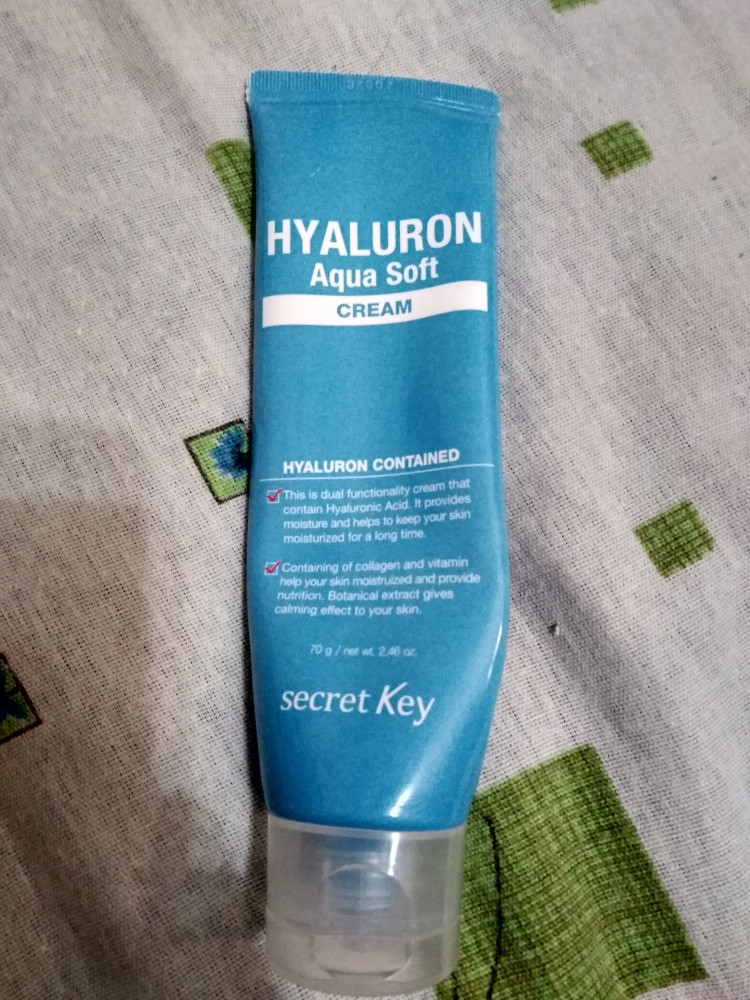 HYALURON
Aqua Soft
CREAM
HYALURON CONTAINED
This is dual functionality cream that
contain Hyaluronic Acid. It provides
moisture and helps to keep your skin
moisturized for a long time.
Containing of collagen and vitamin
help your skin moistruized and provide
nutrition. Botanical extract gives
calming effect to your skin.
70 g / net wt. 2.46 oz.
secret Key